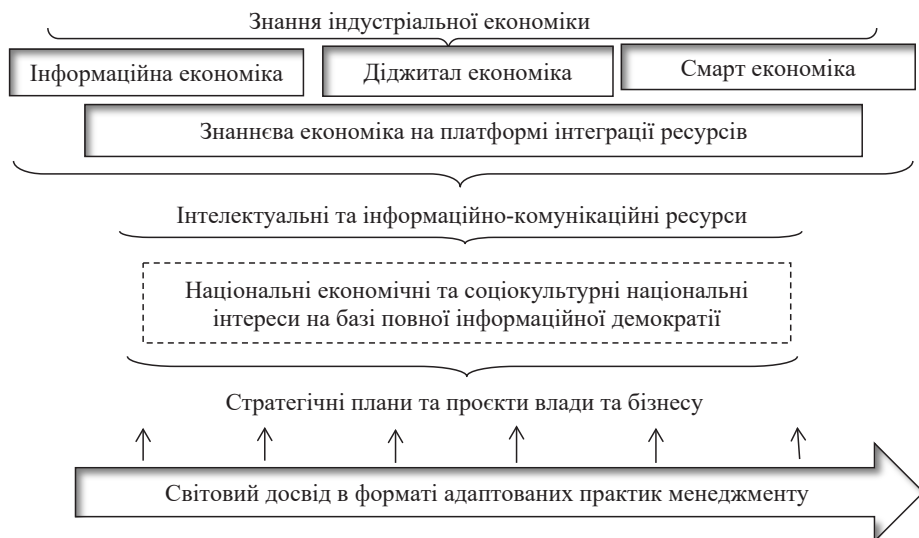 Знання індустріальної економіки
Інформаційна економіка
Діджитал економіка
Смарт економіка
Знаннєва економіка на платформі інтеграції ресурсів
Інтелектуальні та інформаційно-комунікаційні ресурси
Національні економічні та соціокультурні національні
інтереси на базі повної інформаційної демократії
Стратегічні плани та проєкти влади та бізнесу
Світовий досвід в форматі адаптованих практик менеджменту